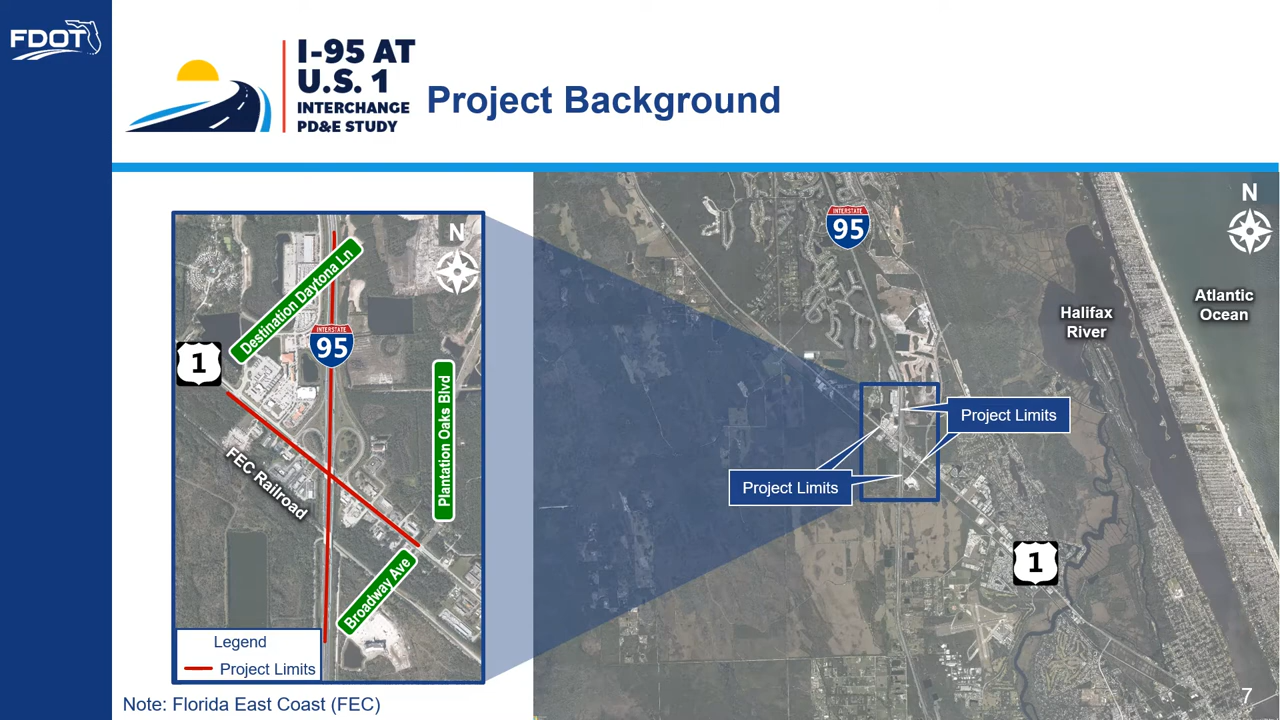 FDOT
I-95 AT
U.S. 1
INTERCHANGE
PD&E STUDY
Project Background
N
Destination Daytona Ln
INTERSTATE
95
1
Plantation Oaks Blvd
FEC Railroad
Broadway Ave
Legend
Project Limits
Note: Florida East Coast (FEC)
N
INTERSTATE
95
Halifax
River
Atlantic
Ocean
Project Limits
Project Limits
1
7